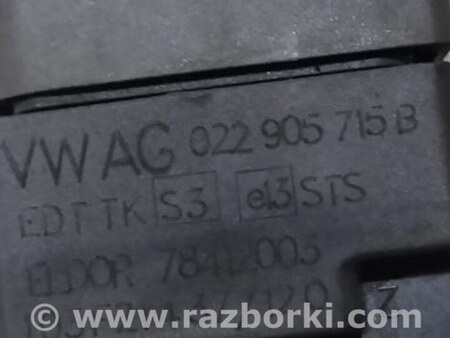 VW AG 022 905 715 B
EDT TK S3 e13 STS
ELDOR
www.razborki.com